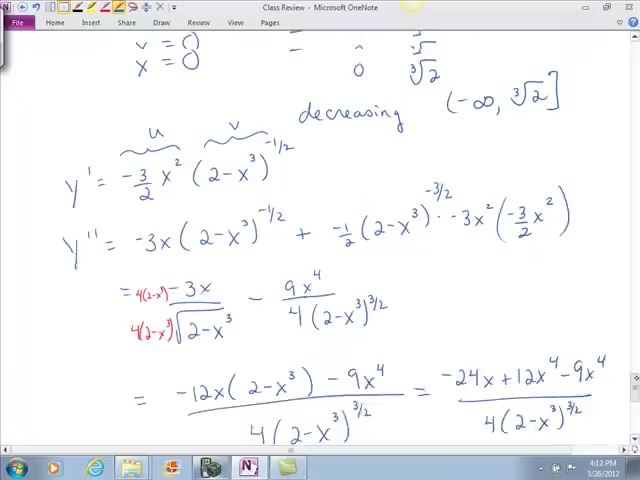 Class Review - Microsoft OneNote
File Home Insert Share Draw Review View
v = 0
x = 0 0 ∛2
decreasing (-∞, ∛2]
u v
y' = -3/2 x² (2-x³)^-1/2
y'' = -3x (2-x³)^-1/2 + -1/2 (2-x³)^-3/2 · -3x² (-3/2 x²)
= 4(2-x³) -3x / 4(2-x³) √2-x³ - 9x⁴ / 4(2-x³)^3/2
= -12x(2-x³) - 9x⁴ / 4(2-x³)^3/2 = -24x+12x⁴-9x⁴ / 4(2-x³)^3/2
4:12 PM
3/26/2012